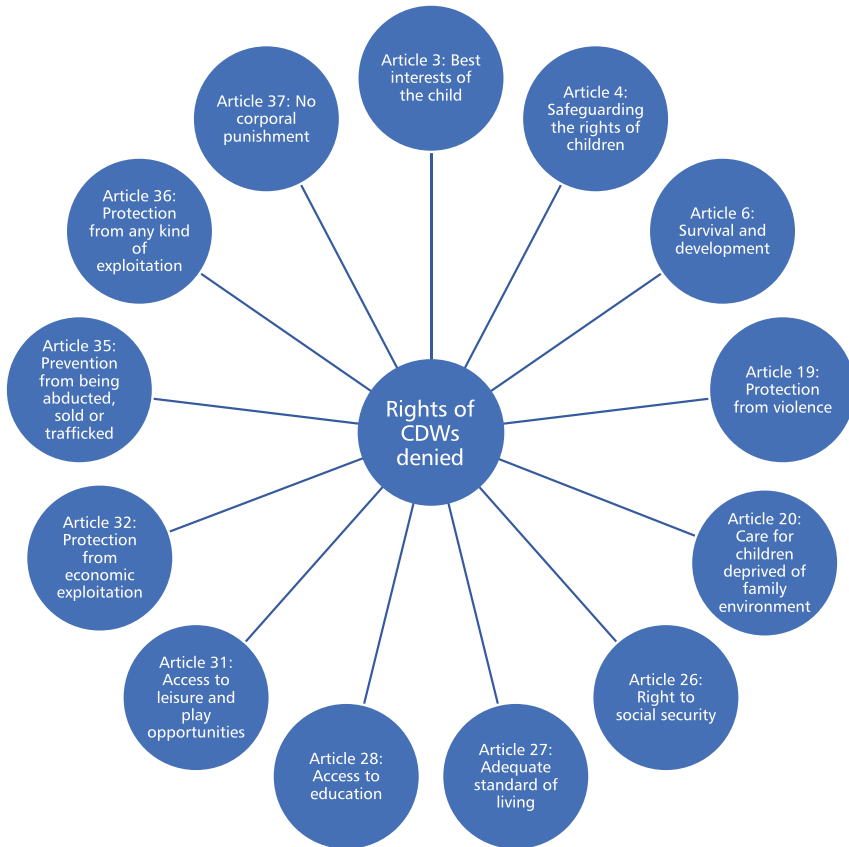 Article 3: Best
interests of
the child
Article 4:
Safeguarding
the rights of
children
Article 6:
Survival and
development
Article 19:
Protection
from violence
Article 20:
Care for
children
deprived of
family
environment
Article 26:
Right to
social security
Article 27:
Adequate
standard of
living
Article 28:
Access to
education
Article 31:
Access to
leisure and
play
opportunities
Article 32:
Protection
from
economic
exploitation
Article 35:
Prevention
from being
abducted,
sold or
trafficked
Article 36:
Protection
from any kind
of
exploitation
Article 37: No
corporal
punishment
Rights of
CDWs
denied